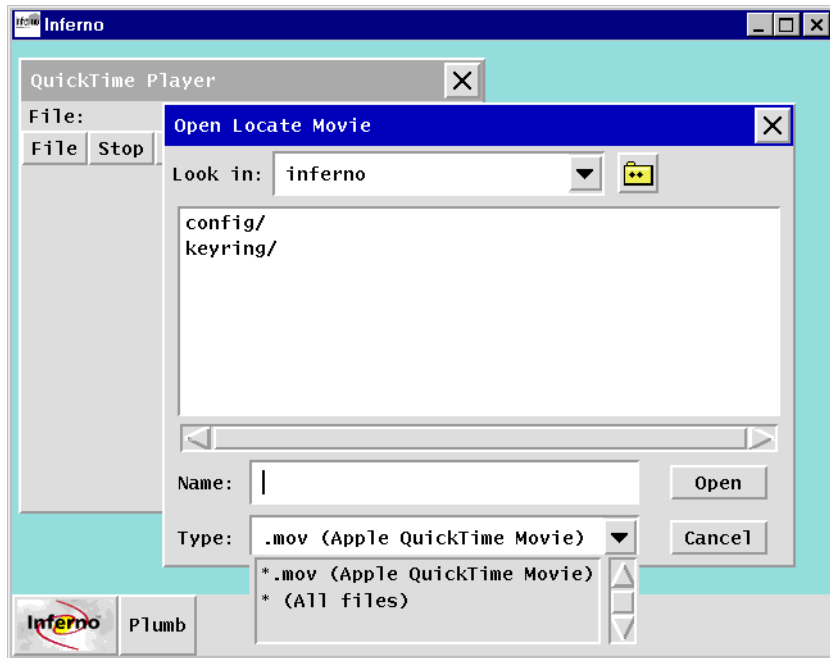 Inferno
QuickTime Player
File:
File Stop
Open Locate Movie
Look in: inferno
config/
keyring/
Name:
Open
Type: .mov (Apple QuickTime Movie)
Cancel
*.mov (Apple QuickTime Movie)
* (All files)
Inferno
Plumb